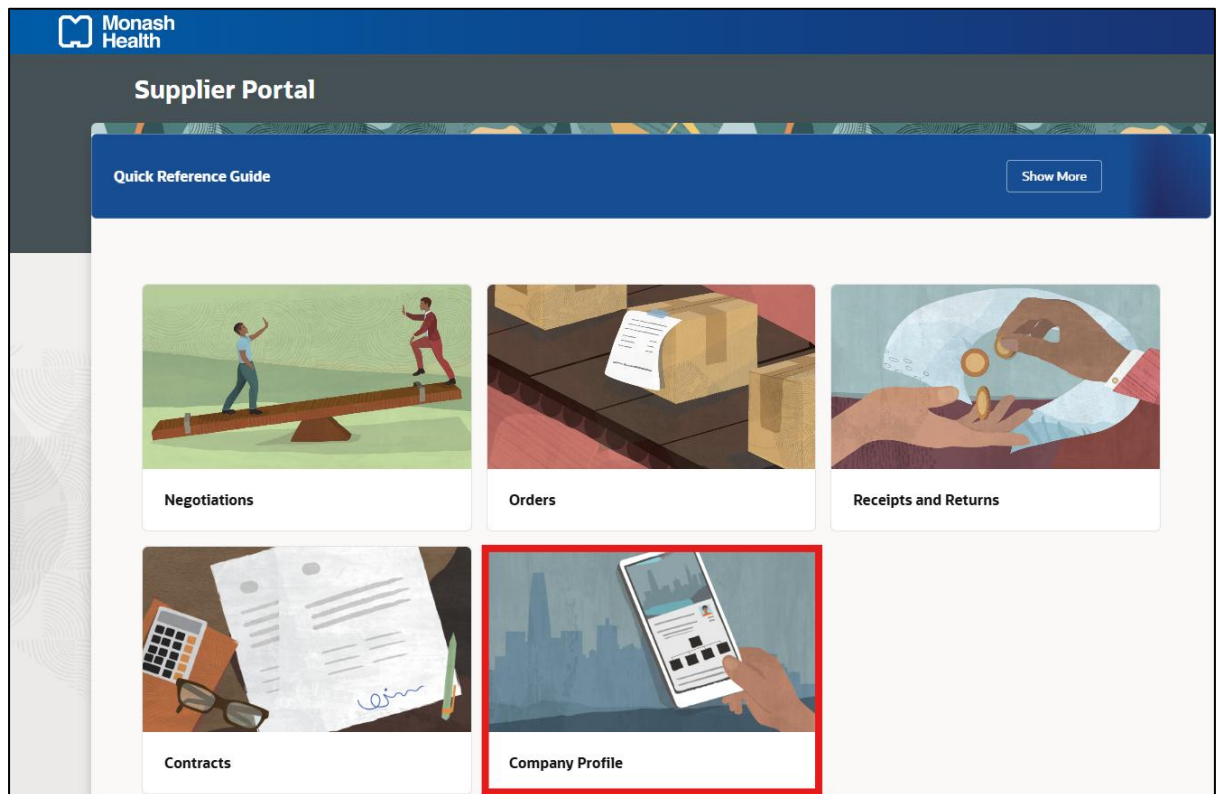 Monash
Health
Supplier Portal
Quick Reference Guide
Show More
Negotiations
Orders
Receipts and Returns
Contracts
Company Profile